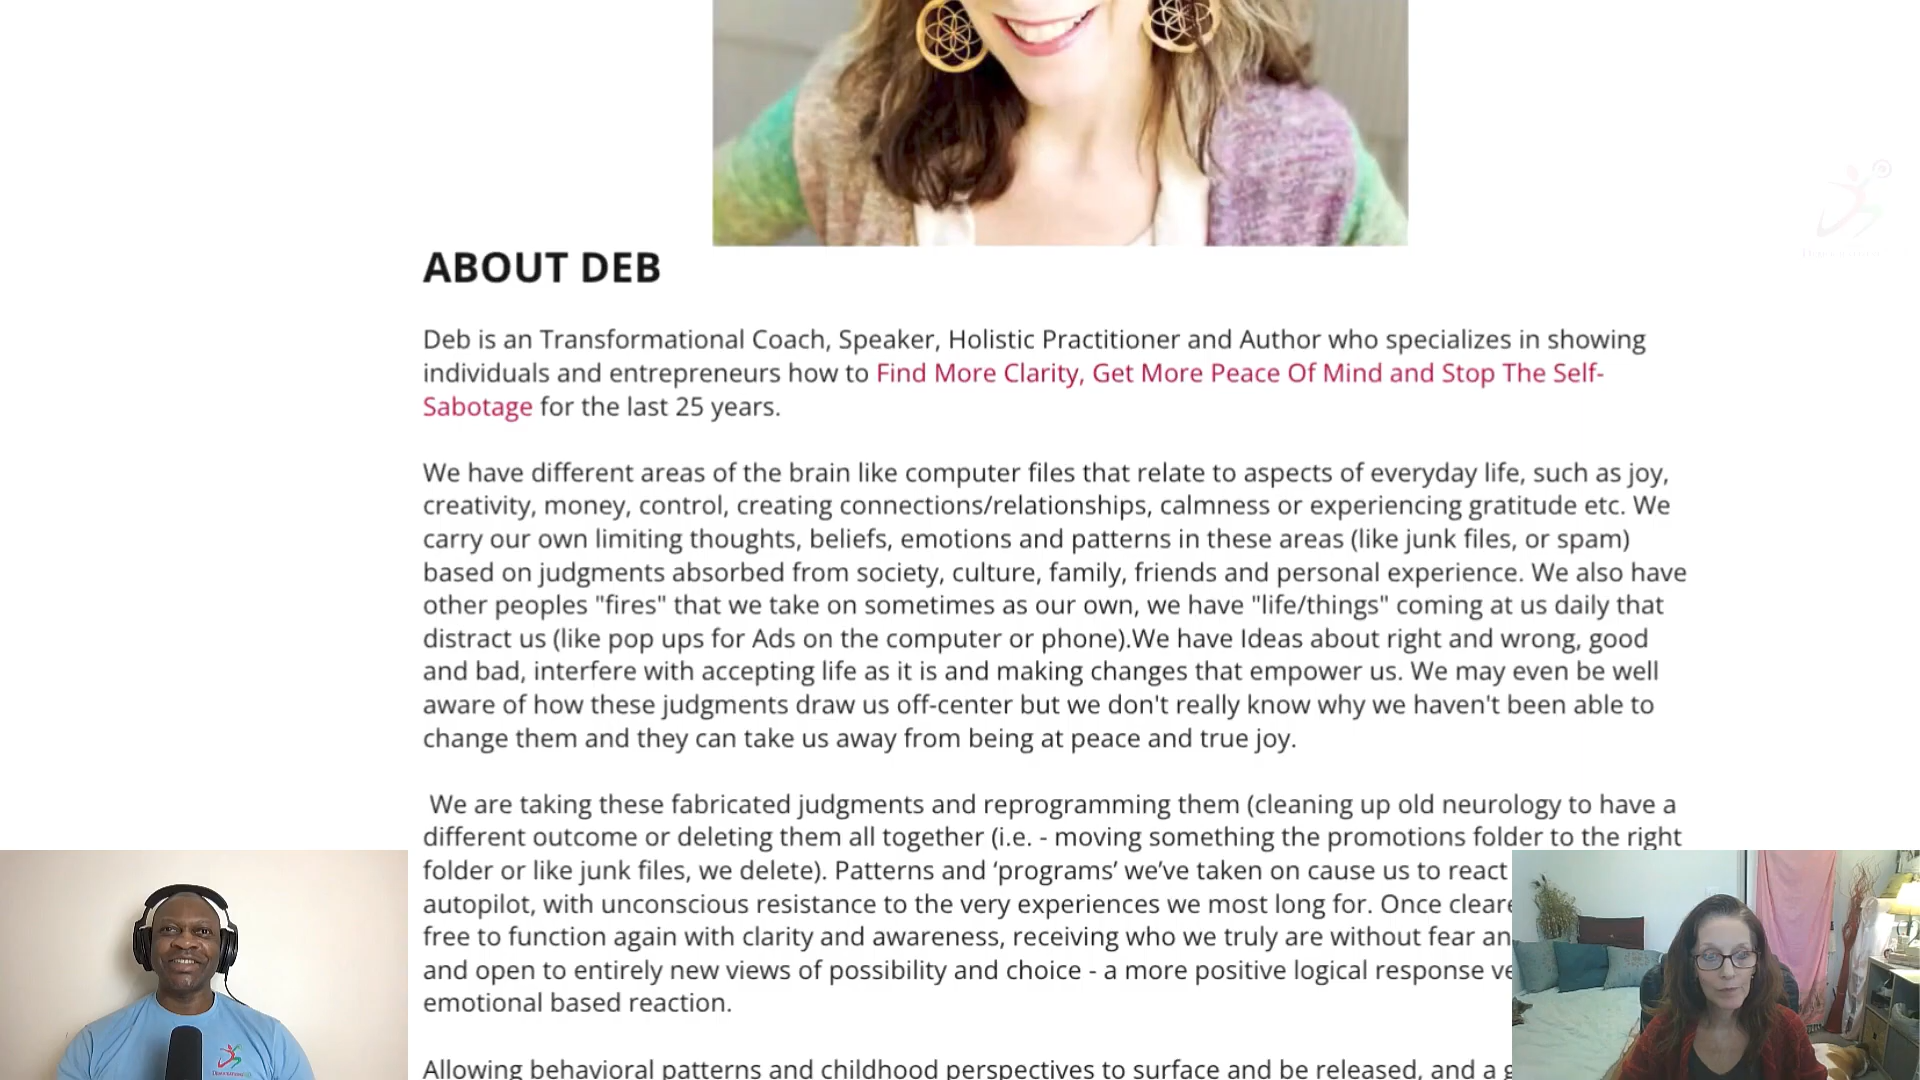 ABOUT DEB
Deb is an Transformational Coach, Speaker, Holistic Practitioner and Author who specializes in showing
individuals and entrepreneurs how to Find More Clarity, Get More Peace Of Mind and Stop The Self-
Sabotage for the last 25 years.
We have different areas of the brain like computer files that relate to aspects of everyday life, such as joy,
creativity, money, control, creating connections/relationships, calmness or experiencing gratitude etc. We
carry our own limiting thoughts, beliefs, emotions and patterns in these areas (like junk files, or spam)
based on judgments absorbed from society, culture, family, friends and personal experience. We also have
other peoples "fires" that we take on sometimes as our own, we have "life/things" coming at us daily that
distract us (like pop ups for Ads on the computer or phone).We have Ideas about right and wrong, good
and bad, interfere with accepting life as it is and making changes that empower us. We may even be well
aware of how these judgments draw us off-center but we don't really know why we haven't been able to
change them and they can take us away from being at peace and true joy.
We are taking these fabricated judgments and reprogramming them (cleaning up old neurology to have a
different outcome or deleting them all together (i.e. - moving something the promotions folder to the right
folder or like junk files, we delete). Patterns and ‘programs’ we’ve taken on cause us to react
autopilot, with unconscious resistance to the very experiences we most long for. Once
free to function again with clarity and awareness, receiving who we truly are without fear
and open to entirely new views of possibility and choice - a more positive logical response
emotional based reaction.
Allowing behavioral patterns and childhood perspectives to surface and be released, and a